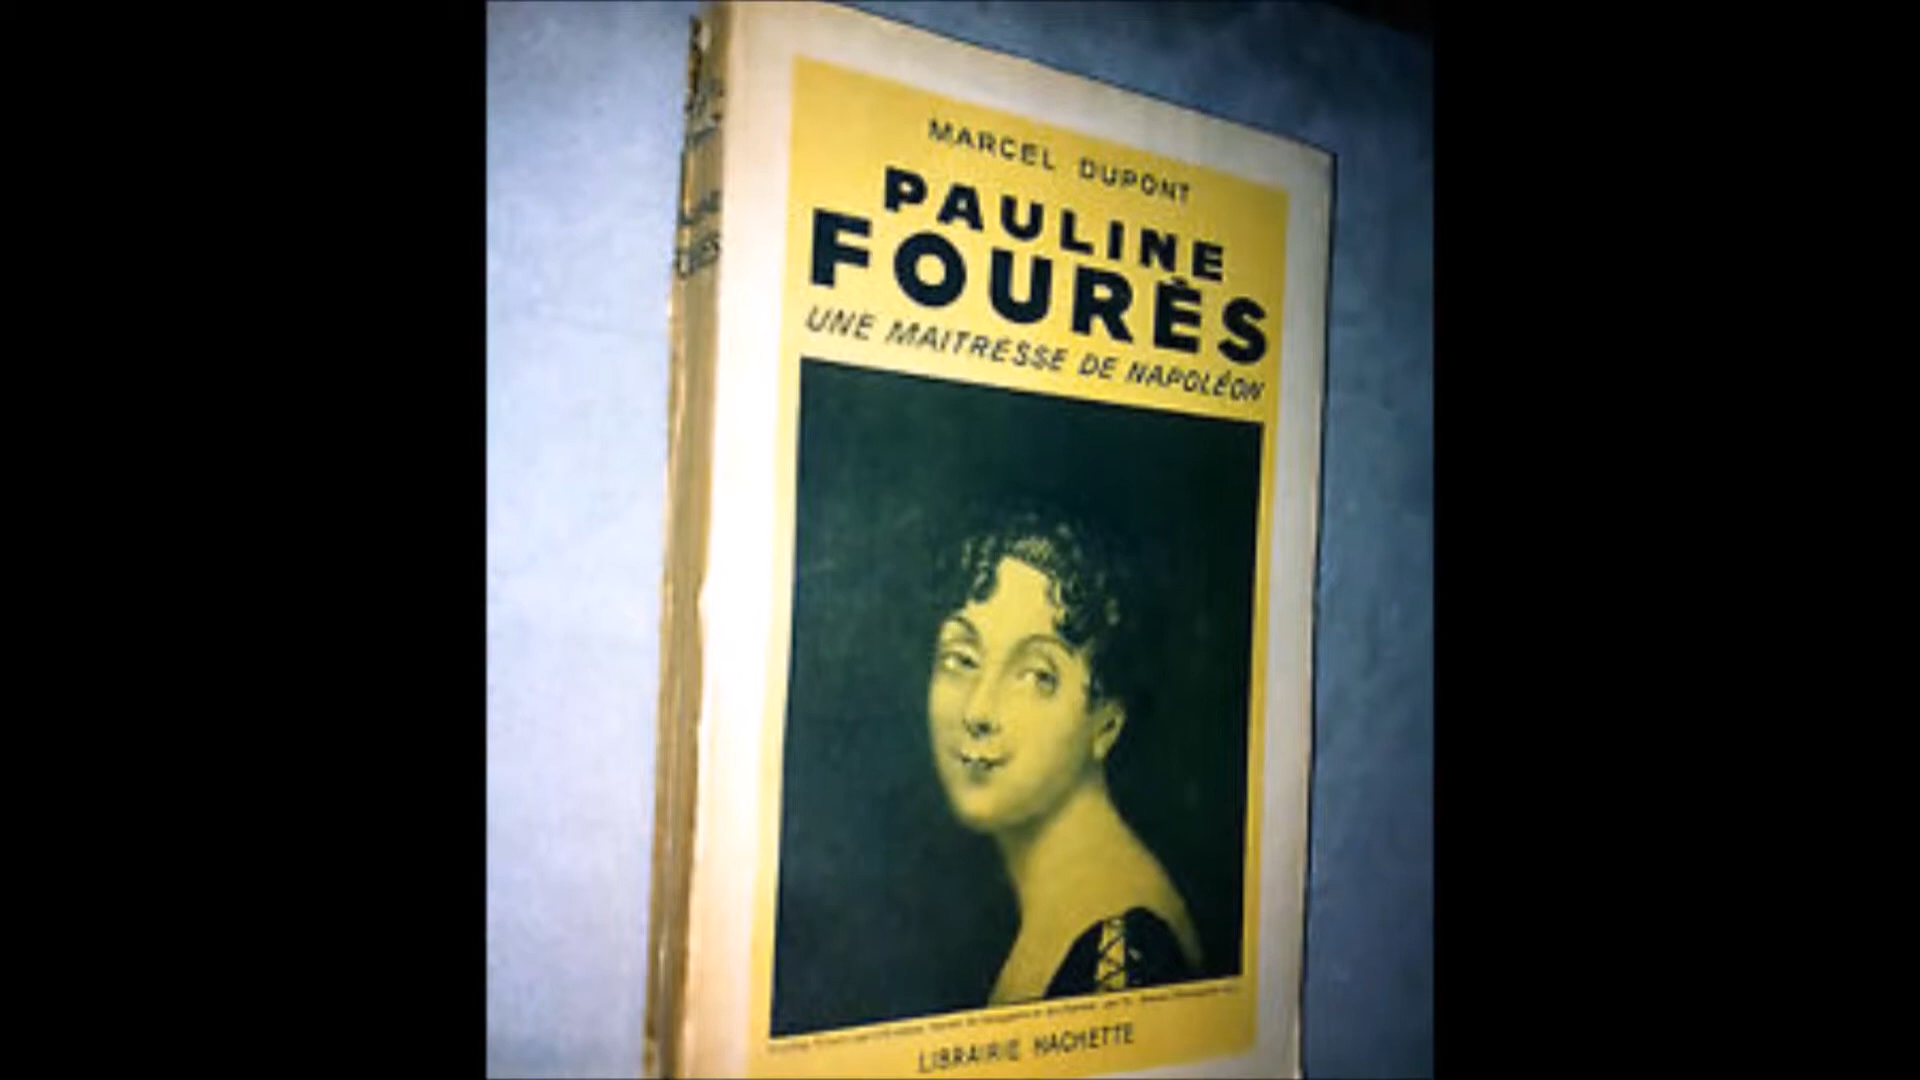 MARCEL DUPONT
PAULINE
FOURÈS
UNE MAITRESSE DE NAPOLÉON
LIBRAIRIE HACHETTE